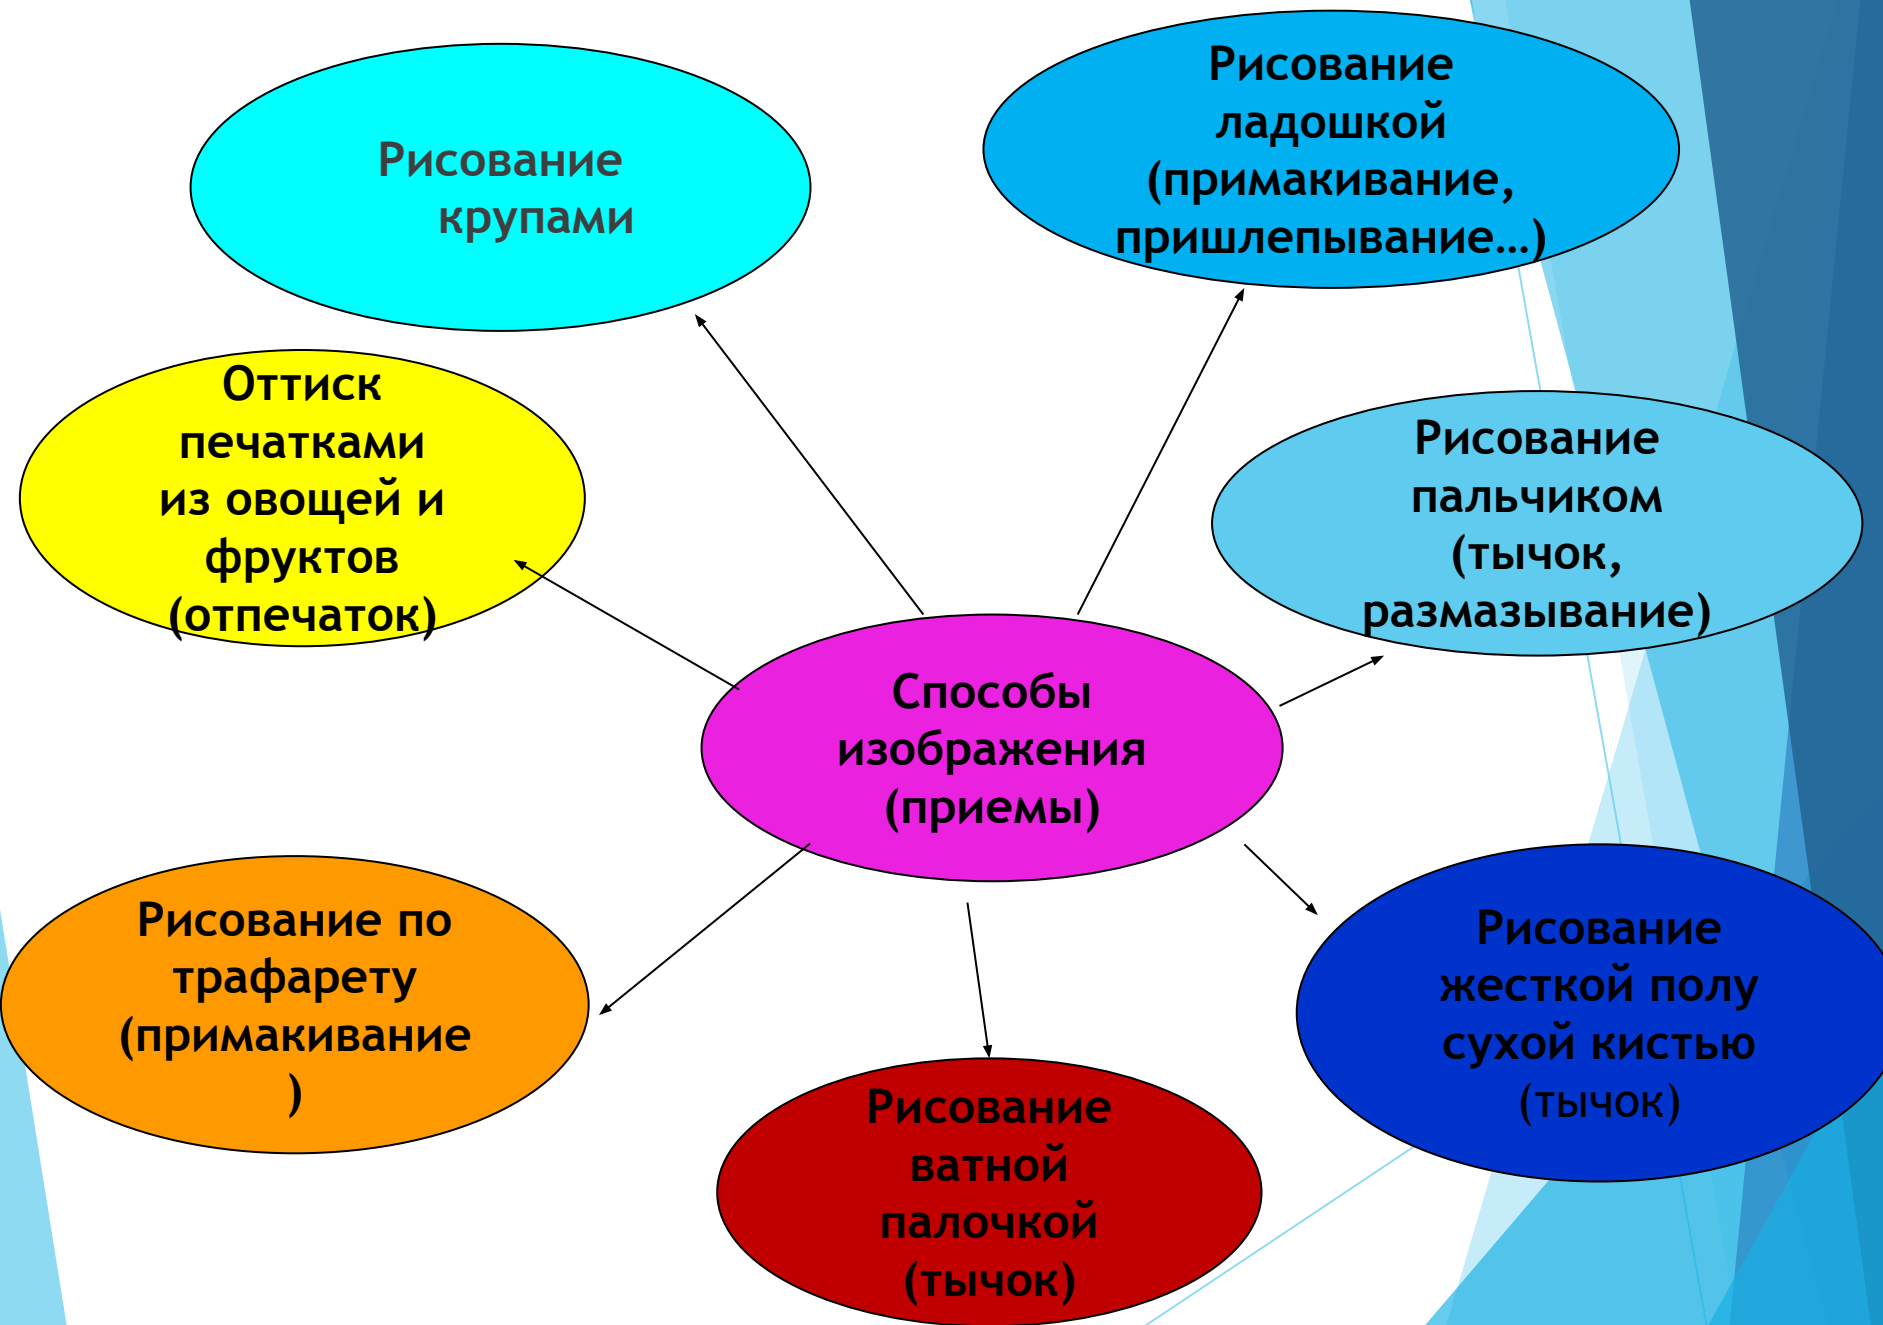 Рисование
крупами
Рисование
ладошкой
(примакивание,
пришлепывание…)
Оттиск
печатками
из овощей и
фруктов
(отпечаток)
Рисование
пальчиком
(тычок,
размазывание)
Способы
изображения
(приемы)
Рисование по
трафарету
(примакивание
)
Рисование
ватной
палочкой
(тычок)
Рисование
жесткой полу
сухой кистью
(тычок)